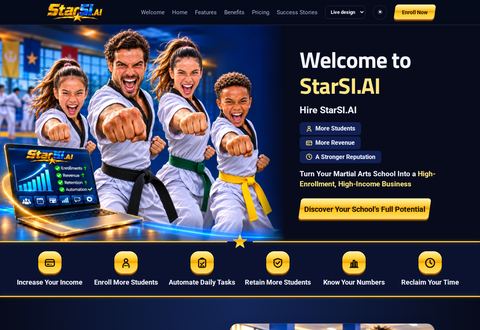 StarSI.AI
Welcome
Home
Features
Benefits
Pricing
Success Stories
Live design
Enroll Now
Welcome to
StarSI.AI
Hire StarSI.AI
More Students
More Revenue
A Stronger Reputation
Turn Your Martial Arts School Into a High-
Enrollment, High-Income Business
Discover Your School's Full Potential
StarSI.AI
Enrollments
Revenue
Retention
Automation
Increase Your Income
Enroll More Students
Automate Daily Tasks
Retain More Students
Know Your Numbers
Reclaim Your Time